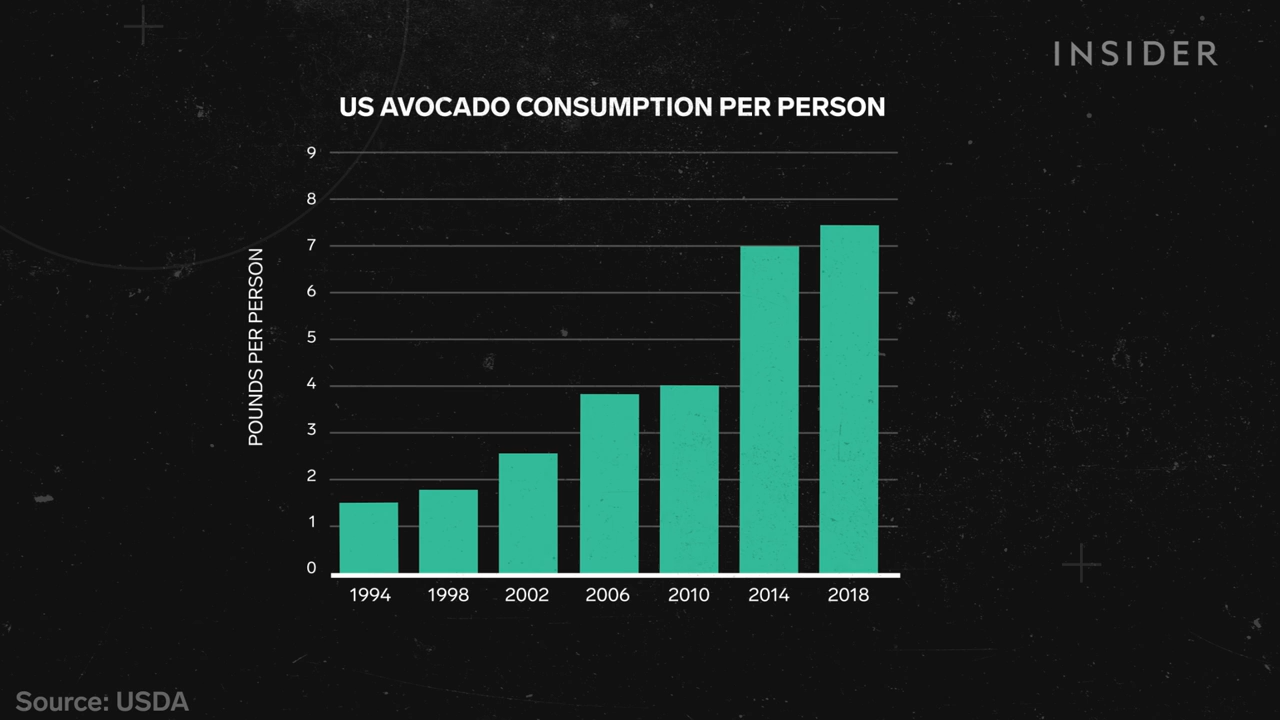 INSIDER
US AVOCADO CONSUMPTION PER PERSON
POUNDS PER PERSON
9
8
7
6
5
4
3
2
1
0
1994 1998 2002 2006 2010 2014 2018
Source: USDA